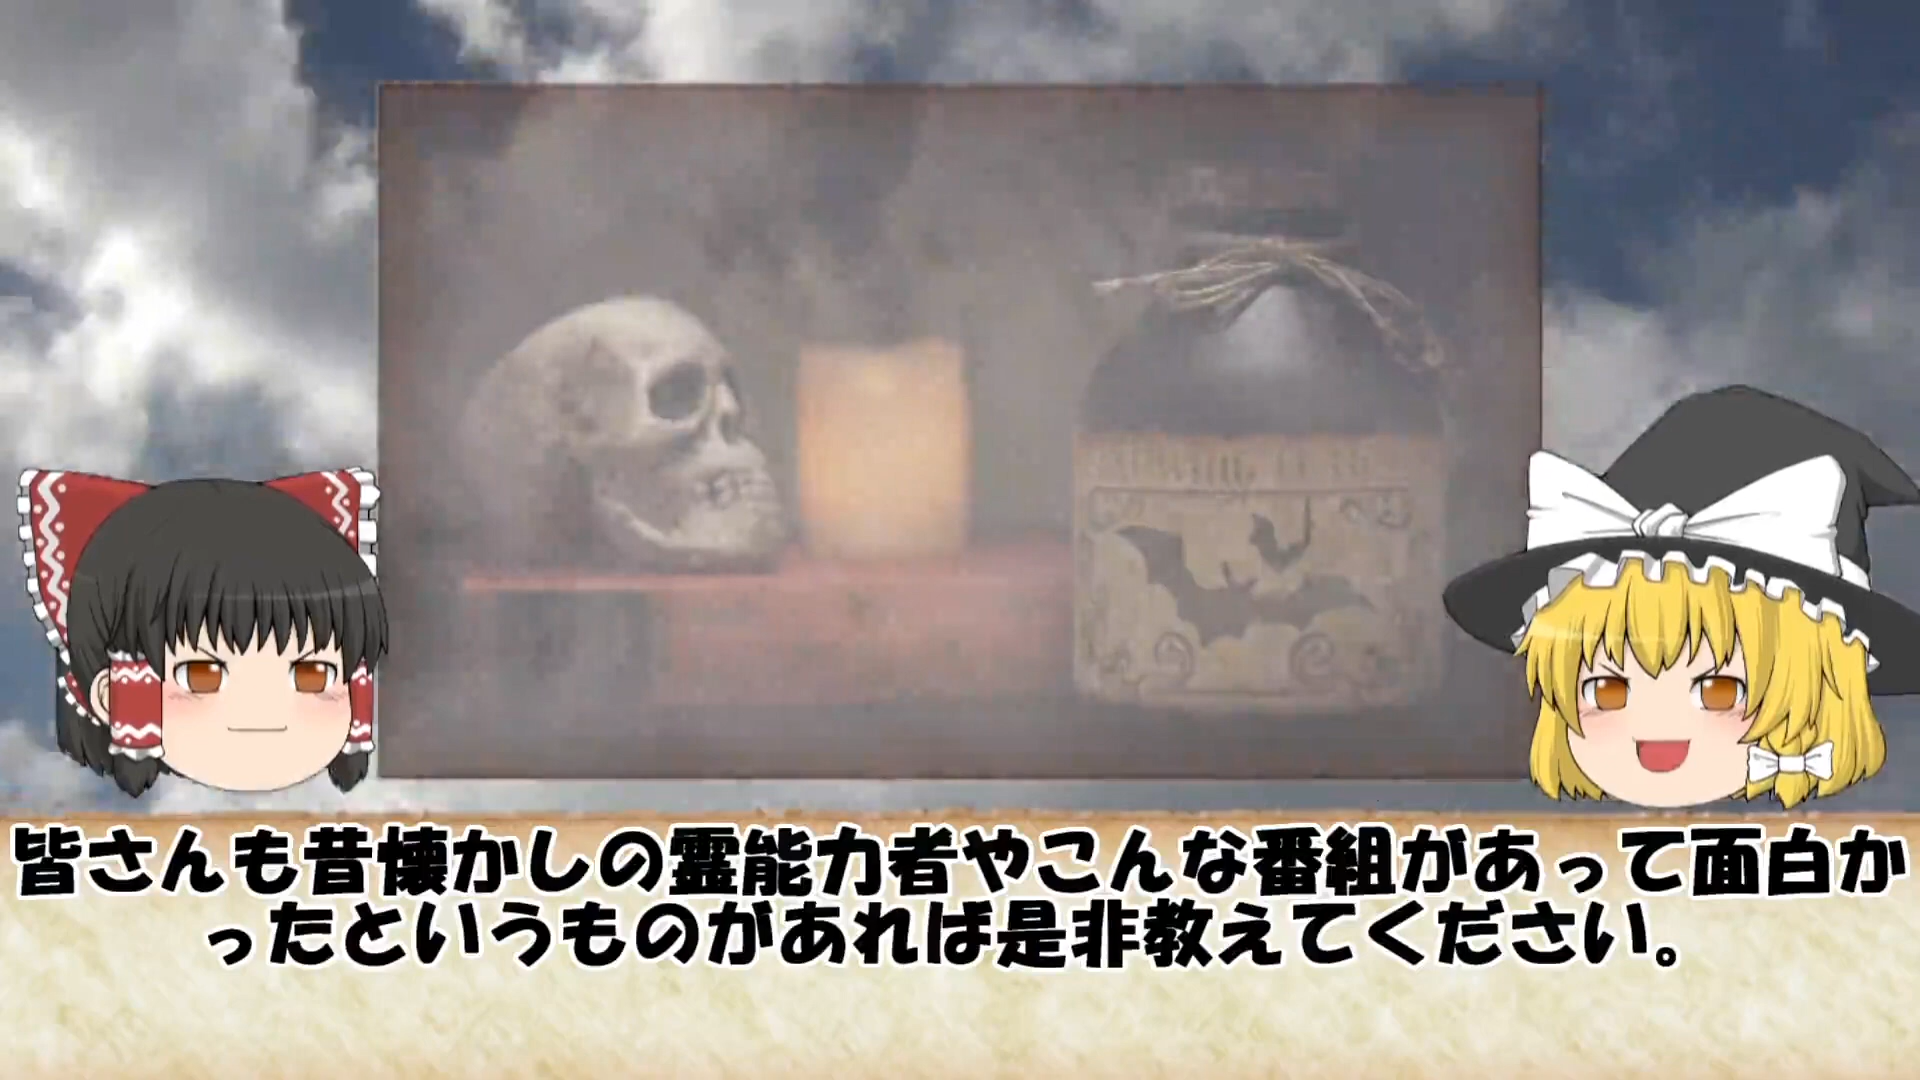 皆さんも昔懐かしの霊能力者やこんな番組があって面白か
ったというものがあれば是非教えてください。